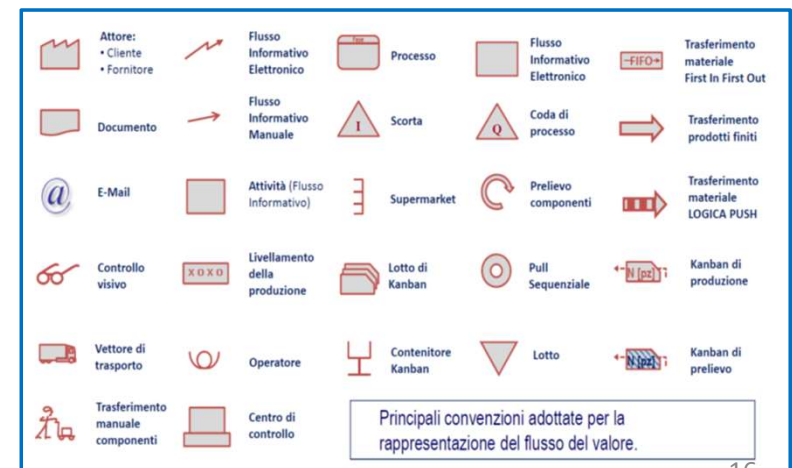 Attore:
• Cliente
• Fornitore
Flusso
Informativo
Elettronico
Fase
Processo
Flusso
Informativo
Elettronico
FIFO
Trasferimento
materiale
First In First Out
Documento
Flusso
Informativo
Manuale
I
Scorta
Q
Coda di
processo
Trasferimento
prodotti finiti
@
E-Mail
Attività (Flusso
Informativo)
Supermarket
Prelievo
componenti
Trasferimento
materiale
LOGICA PUSH
Controllo
visivo
X O X O
Livellamento
della
produzione
Lotto di
Kanban
Pull
Sequenziale
N [pz]
Kanban di
produzione
Vettore di
trasporto
Operatore
Contenitore
Kanban
Lotto
N [pz]
Kanban di
prelievo
Trasferimento
manuale
componenti
Centro di
controllo
Principali convenzioni adottate per la
rappresentazione del flusso del valore.